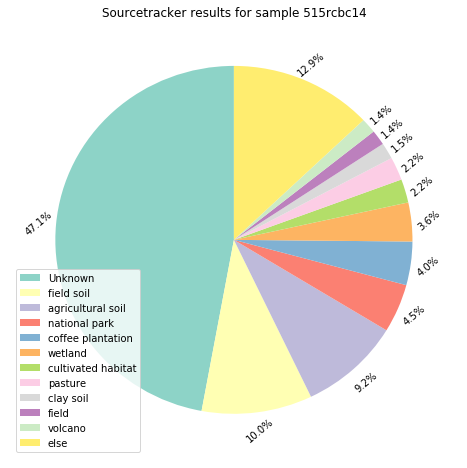 Sourcetracker results for sample 515rcbc14
12.9%
1.4%
1.4%
1.5%
2.2%
2.2%
3.6%
4.0%
4.5%
9.2%
10.0%
47.1%
Unknown
field soil
agricultural soil
national park
coffee plantation
wetland
cultivated habitat
pasture
clay soil
field
volcano
else